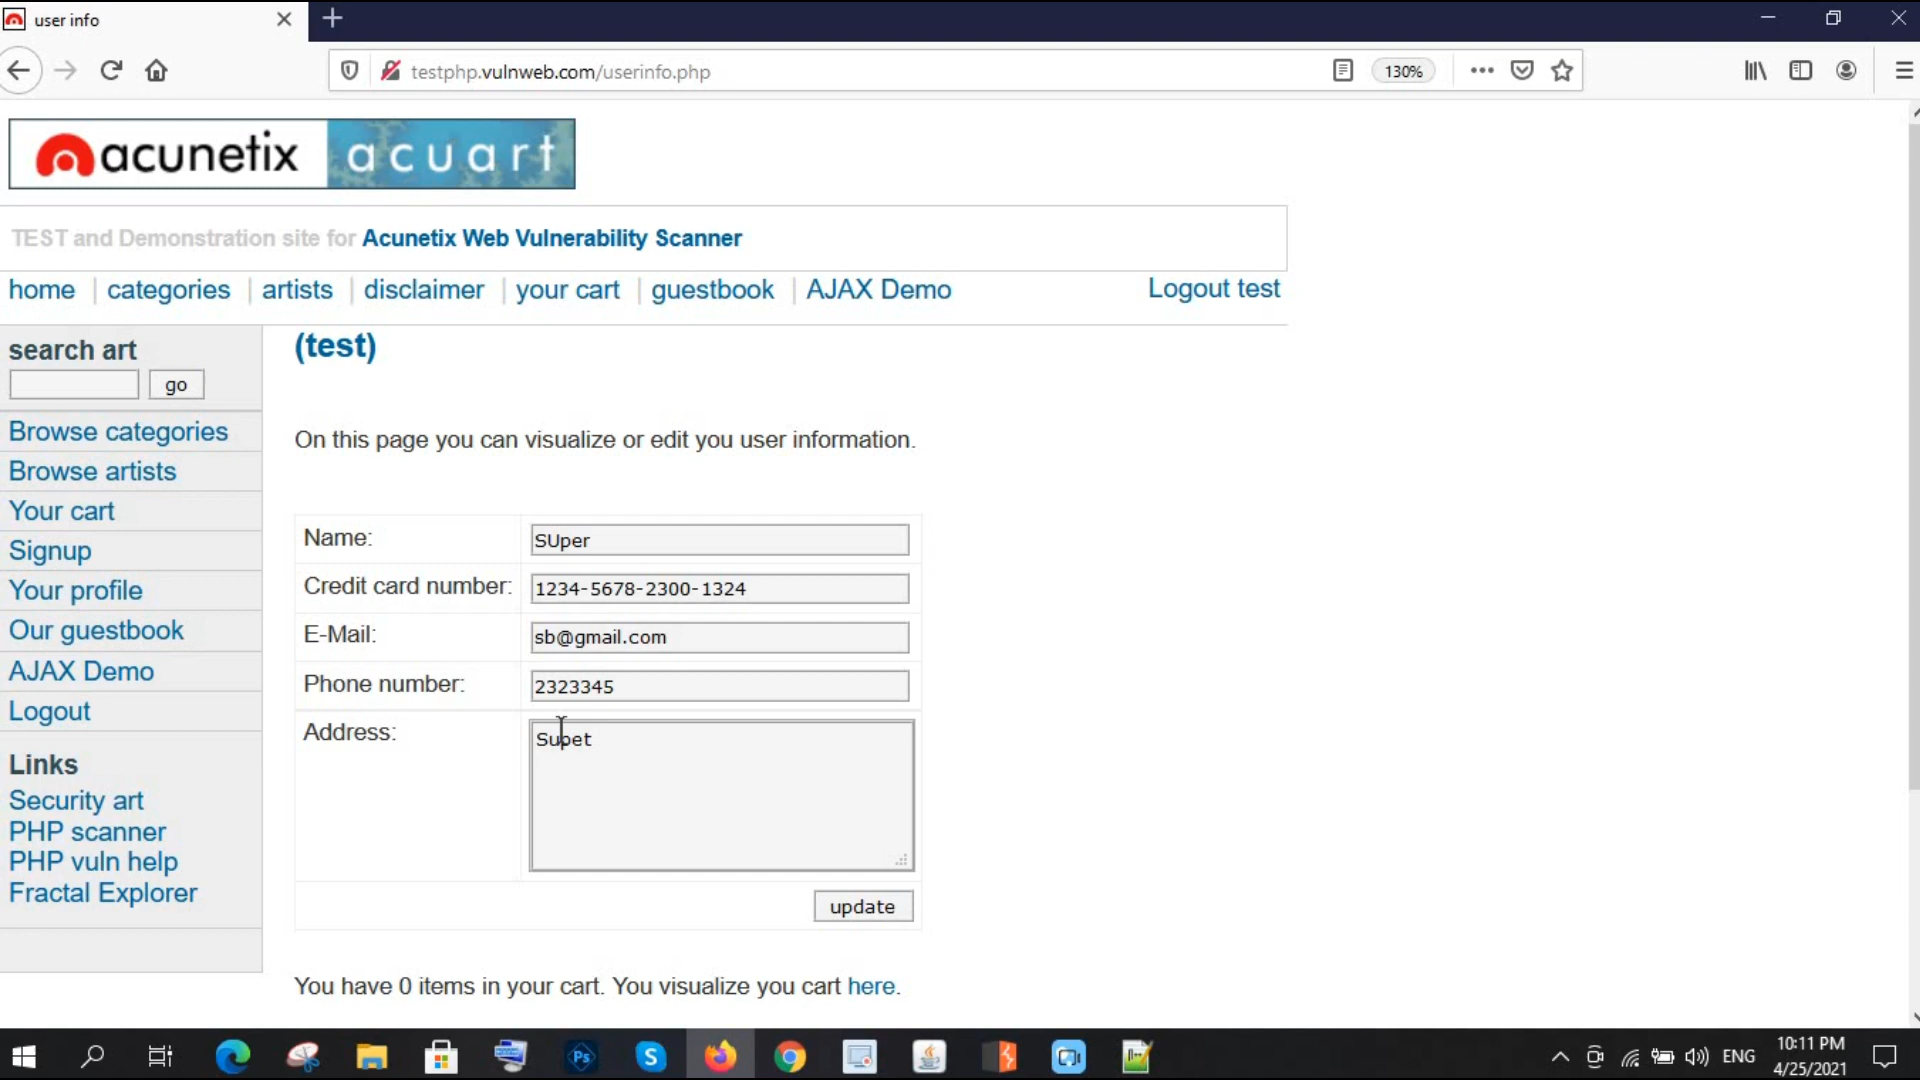 user info
testphp.vulnweb.com/userinfo.php
130%
acunetix acuart
TEST and Demonstration site for Acunetix Web Vulnerability Scanner
home categories artists disclaimer your cart guestbook AJAX Demo Logout test
search art
go
Browse categories
Browse artists
Your cart
Signup
Your profile
Our guestbook
AJAX Demo
Logout
Links
Security art
PHP scanner
PHP vuln help
Fractal Explorer
(test)
On this page you can visualize or edit you user information.
Name: SUper
Credit card number: 1234-5678-2300-1324
E-Mail: sb@gmail.com
Phone number: 2323345
Address: Supet
update
You have 0 items in your cart. You visualize you cart here.
Ps
S
ENG
10:11 PM
4/25/2021